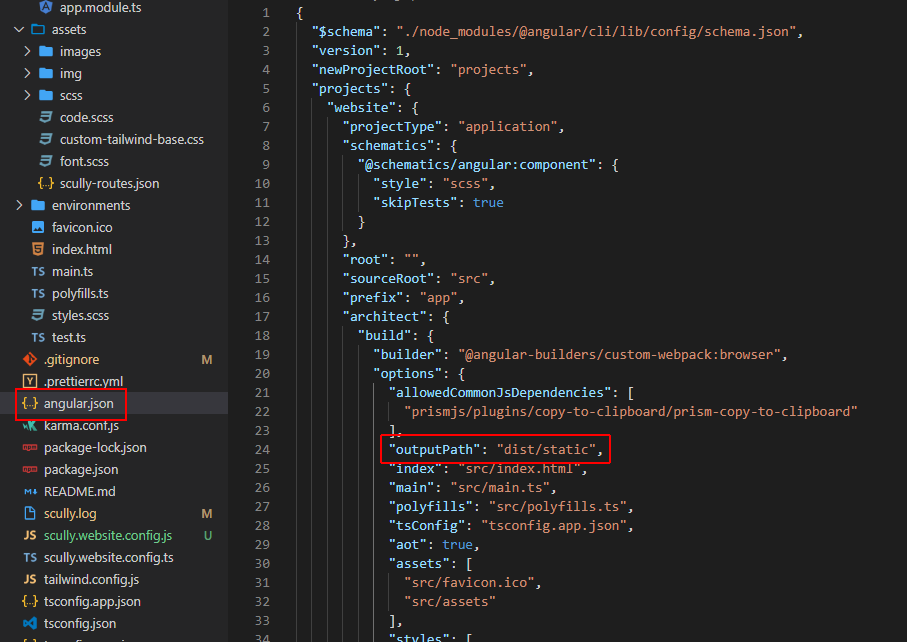 app.module.ts
assets
images
img
scss
code.scss
custom-tailwind-base.css
font.scss
{..} scully-routes.json
environments
favicon.ico
index.html
TS main.ts
TS polyfills.ts
styles.scss
TS test.ts
.gitignore M
Y .prettierrc.yml
{..} angular.json
karma.conf.js
package-lock.json
package.json
README.md
scully.log M
JS scully.website.config.js U
TS scully.website.config.ts
JS tailwind.config.js
{..} tsconfig.app.json
tsconfig.json
1 {
2 "$schema": "./node_modules/@angular/cli/lib/config/schema.json",
3 "version": 1,
4 "newProjectRoot": "projects",
5 "projects": {
6 "website": {
7 "projectType": "application",
8 "schematics": {
9 "@schematics/angular:component": {
10 "style": "scss",
11 "skipTests": true
12 }
13 },
14 "root": "",
15 "sourceRoot": "src",
16 "prefix": "app",
17 "architect": {
18 "build": {
19 "builder": "@angular-builders/custom-webpack:browser",
20 "options": {
21 "allowedCommonJsDependencies": [
22 "prismjs/plugins/copy-to-clipboard/prism-copy-to-clipboard"
23 ],
24 "outputPath": "dist/static",
25 "index": "src/index.html",
26 "main": "src/main.ts",
27 "polyfills": "src/polyfills.ts",
28 "tsConfig": "tsconfig.app.json",
29 "aot": true,
30 "assets": [
31 "src/favicon.ico",
32 "src/assets"
33 ],
34 "styles": [